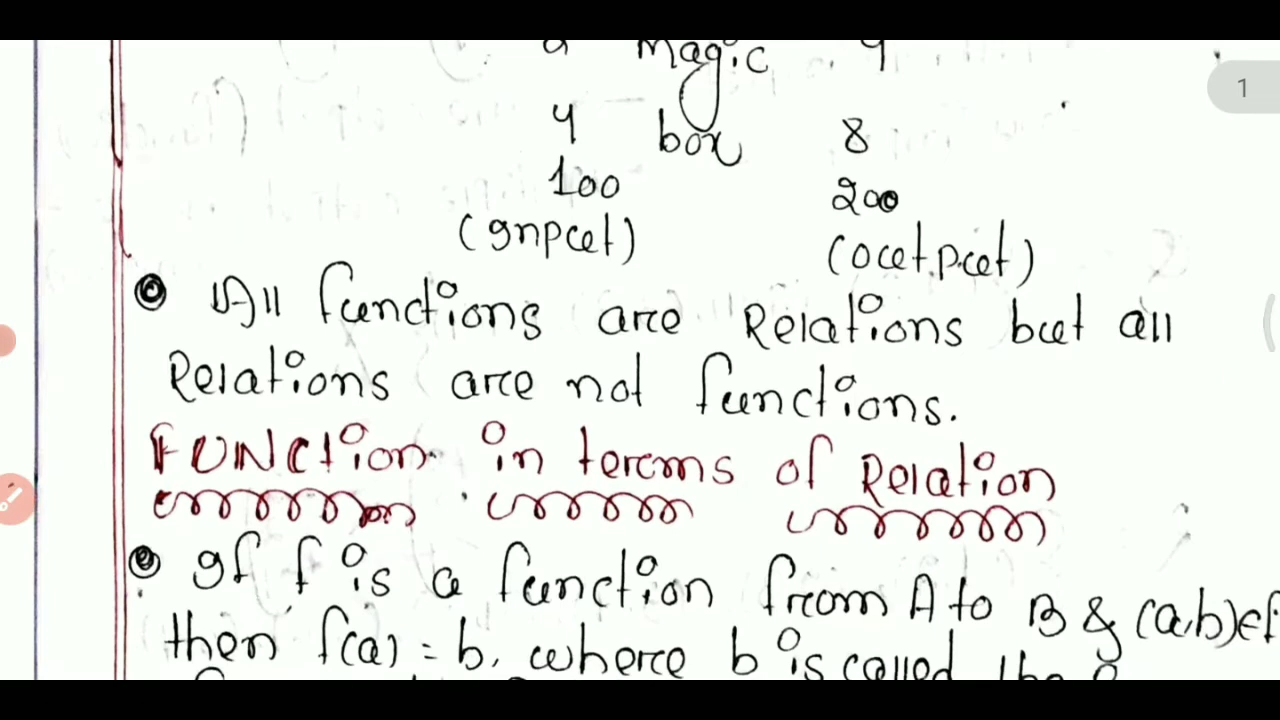 magic
4 box 8
100 200
(Input)
(Output)
All functions are Relations but all
Relations are not functions.
FUNCTion in terms of Relation
If f is a function from A to B & (a,b)∈f
then f(a) = b, where b is called the
1